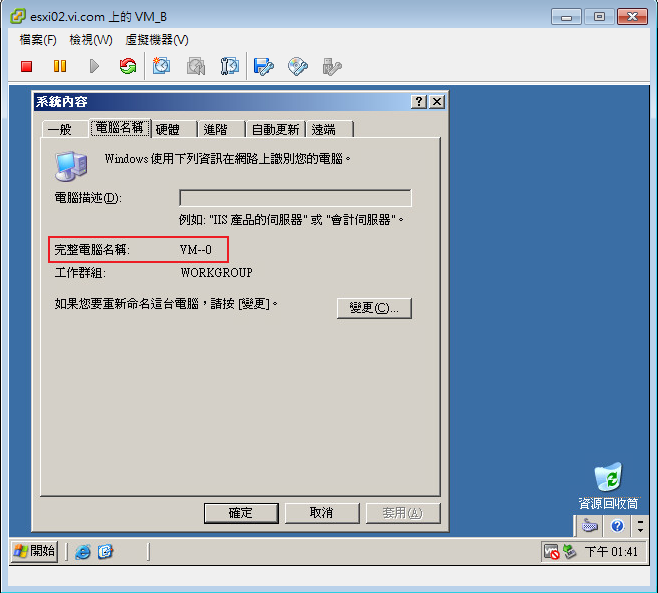 esxi02.vi.com 上的 VM_B
檔案(F) 檢視(W) 虛擬機器(V)
系統內容
一般 電腦名稱 硬體 進階 自動更新 遠端
Windows 使用下列資訊在網路上識別您的電腦。
電腦描述(D):
例如: "IIS 產品的伺服器" 或 "會計伺服器"。
完整電腦名稱: VM--0
工作群組: WORKGROUP
如果您要重新命名這台電腦，請按 [變更]。
變更(C)...
確定 取消 套用(A)
資源回收筒
開始 下午 01:41